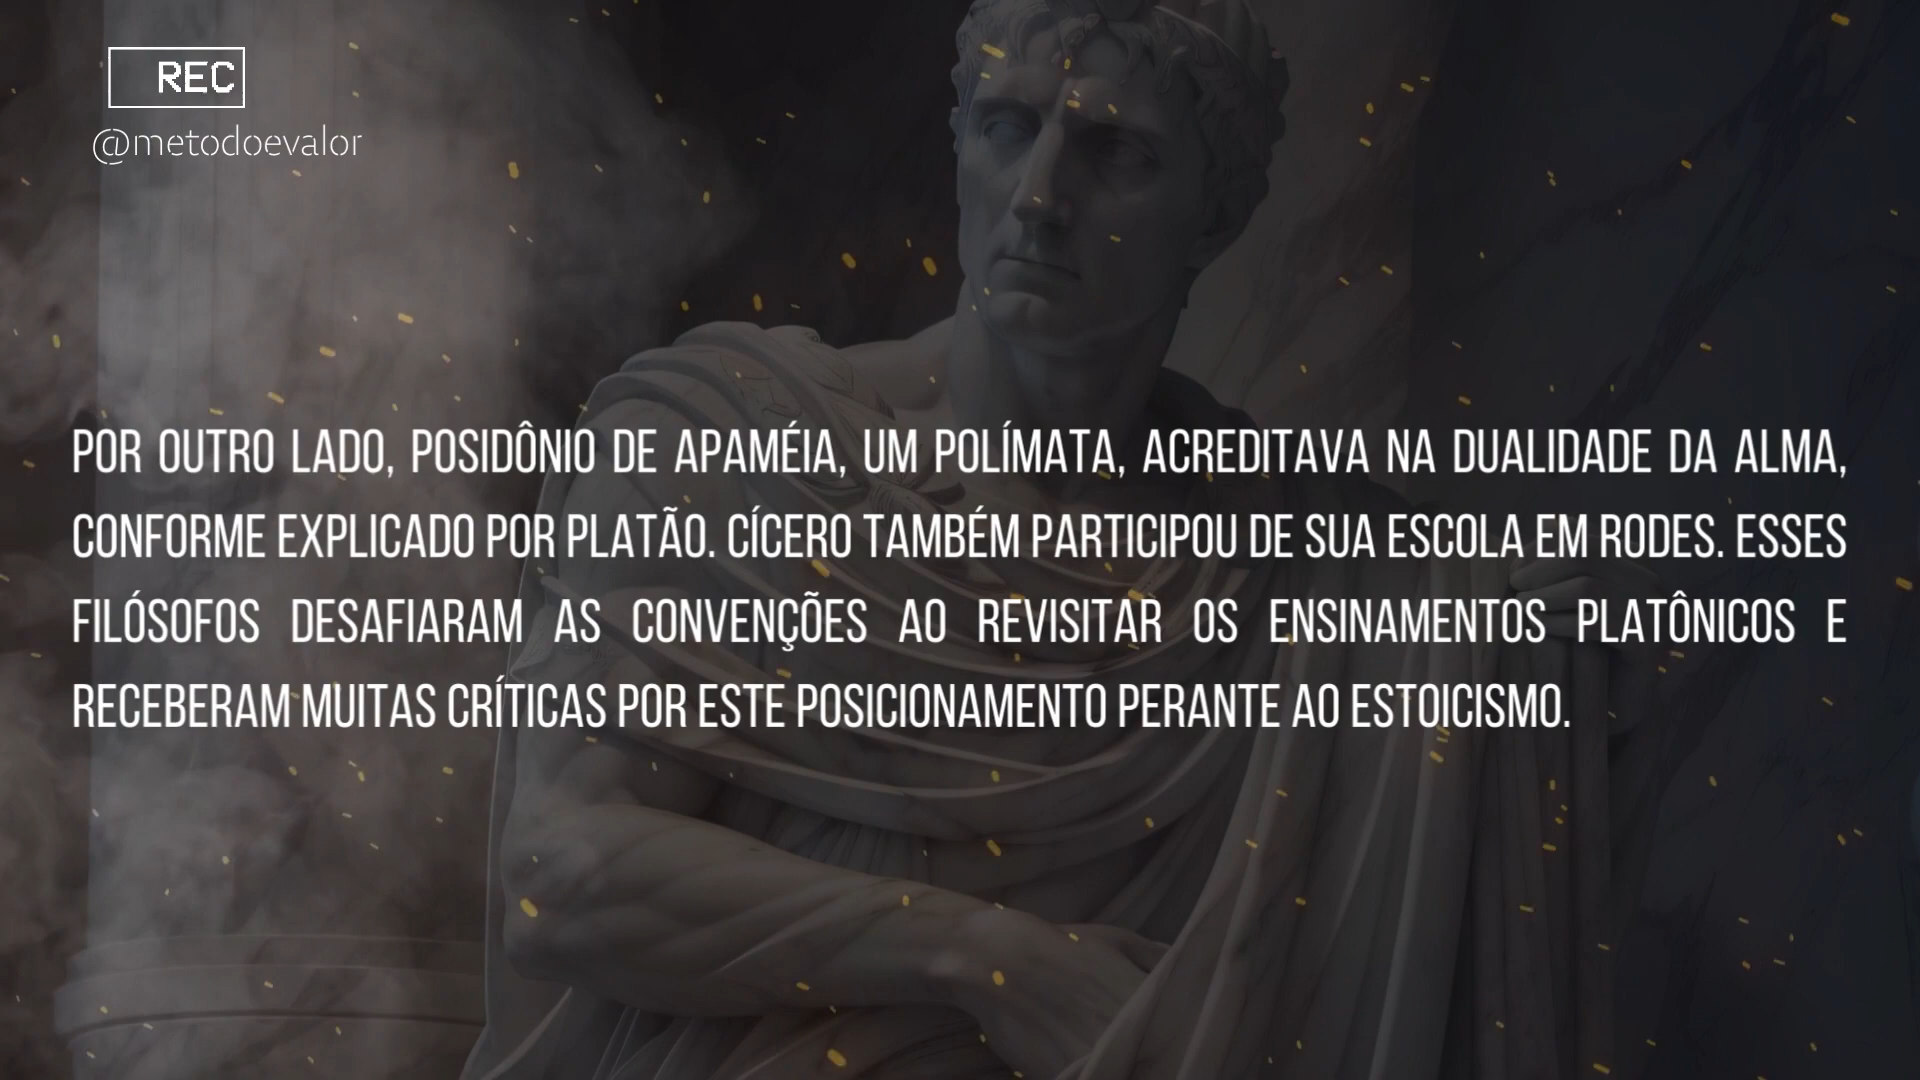 REC
@metodoevalor
POR OUTRO LADO, POSIDÔNIO DE APAMÉIA, UM POLÍMATA, ACREDITAVA NA DUALIDADE DA ALMA,
CONFORME EXPLICADO POR PLATÃO. CÍCERO TAMBÉM PARTICIPOU DE SUA ESCOLA EM RODES. ESSES
FILÓSOFOS DESAFIARAM AS CONVENÇÕES AO REVISITAR OS ENSINAMENTOS PLATÔNICOS E
RECEBERAM MUITAS CRÍTICAS POR ESTE POSICIONAMENTO PERANTE AO ESTOICISMO.